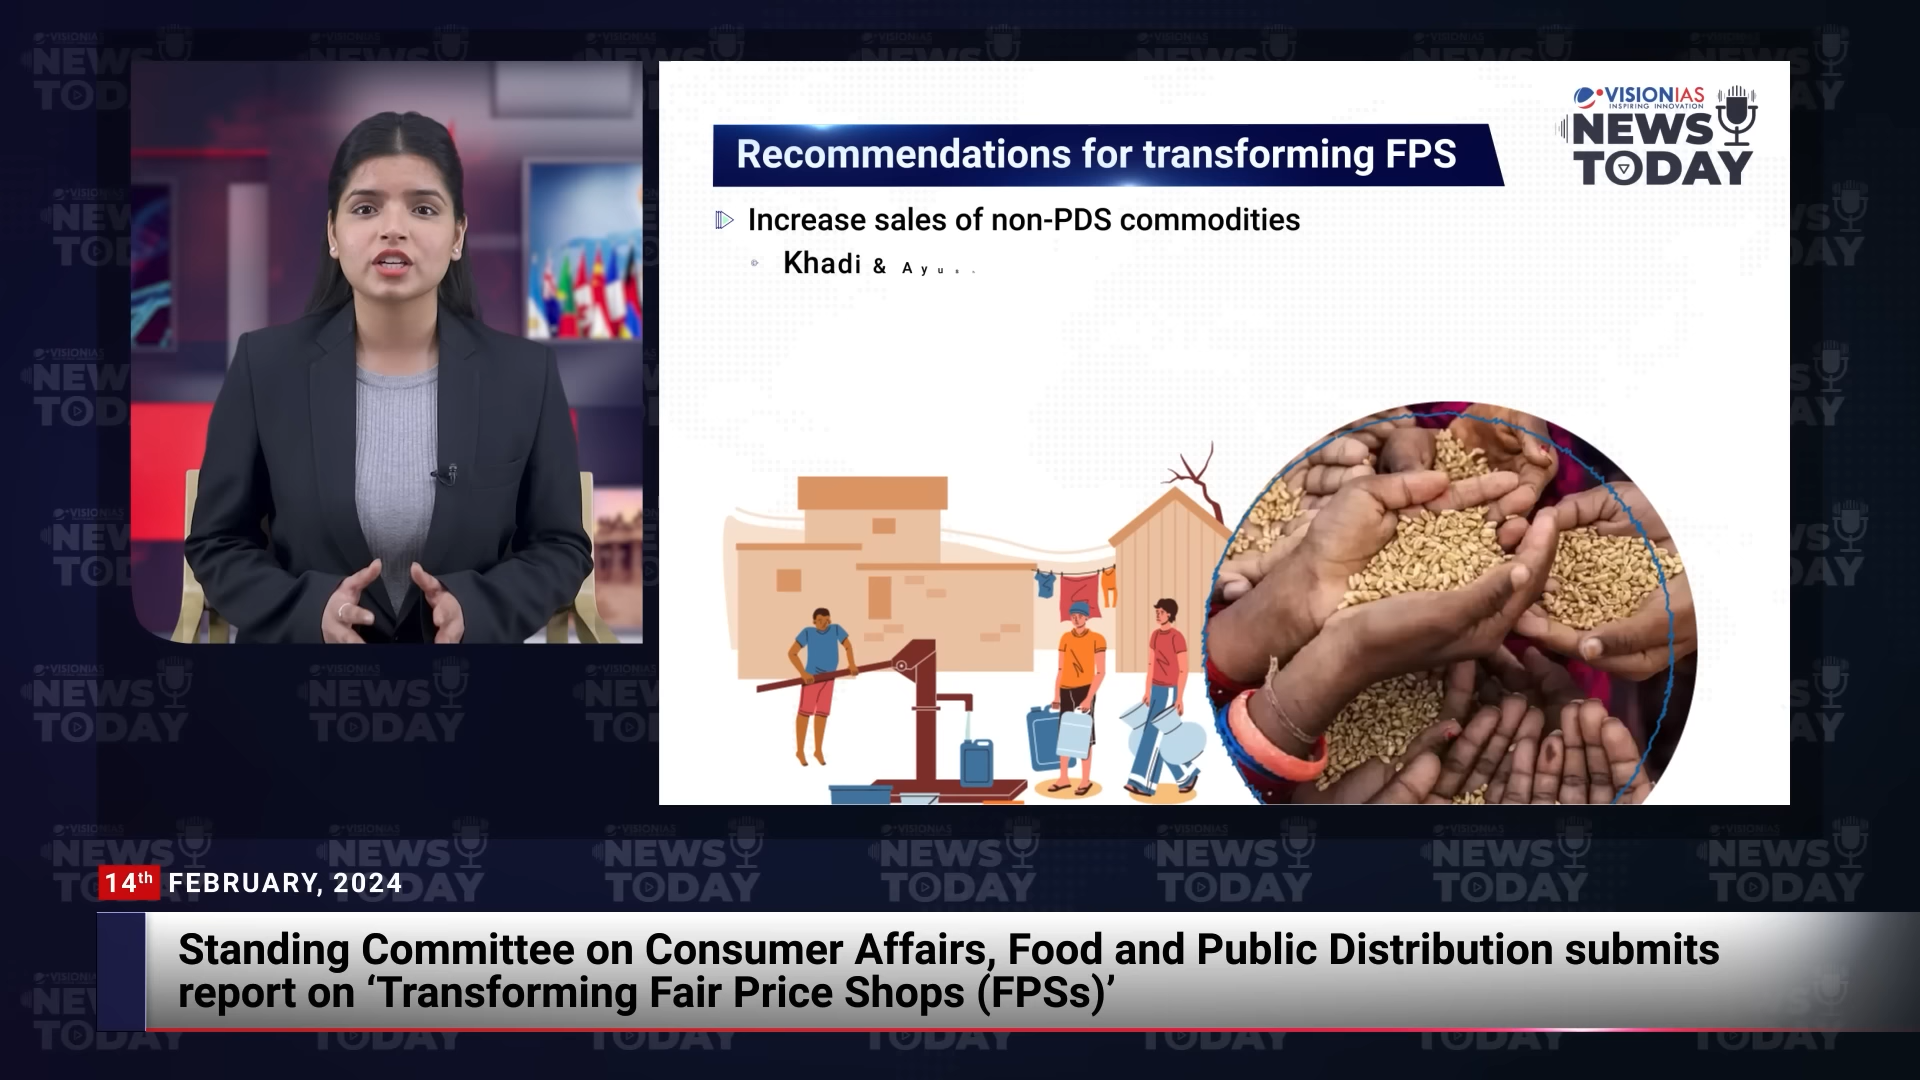 VISIONIAS
INSPIRING INNOVATION
NEWS
TODAY
Recommendations for transforming FPS
Increase sales of non-PDS commodities
Khadi &
14th FEBRUARY, 2024
Standing Committee on Consumer Affairs, Food and Public Distribution submits
report on ‘Transforming Fair Price Shops (FPSs)’